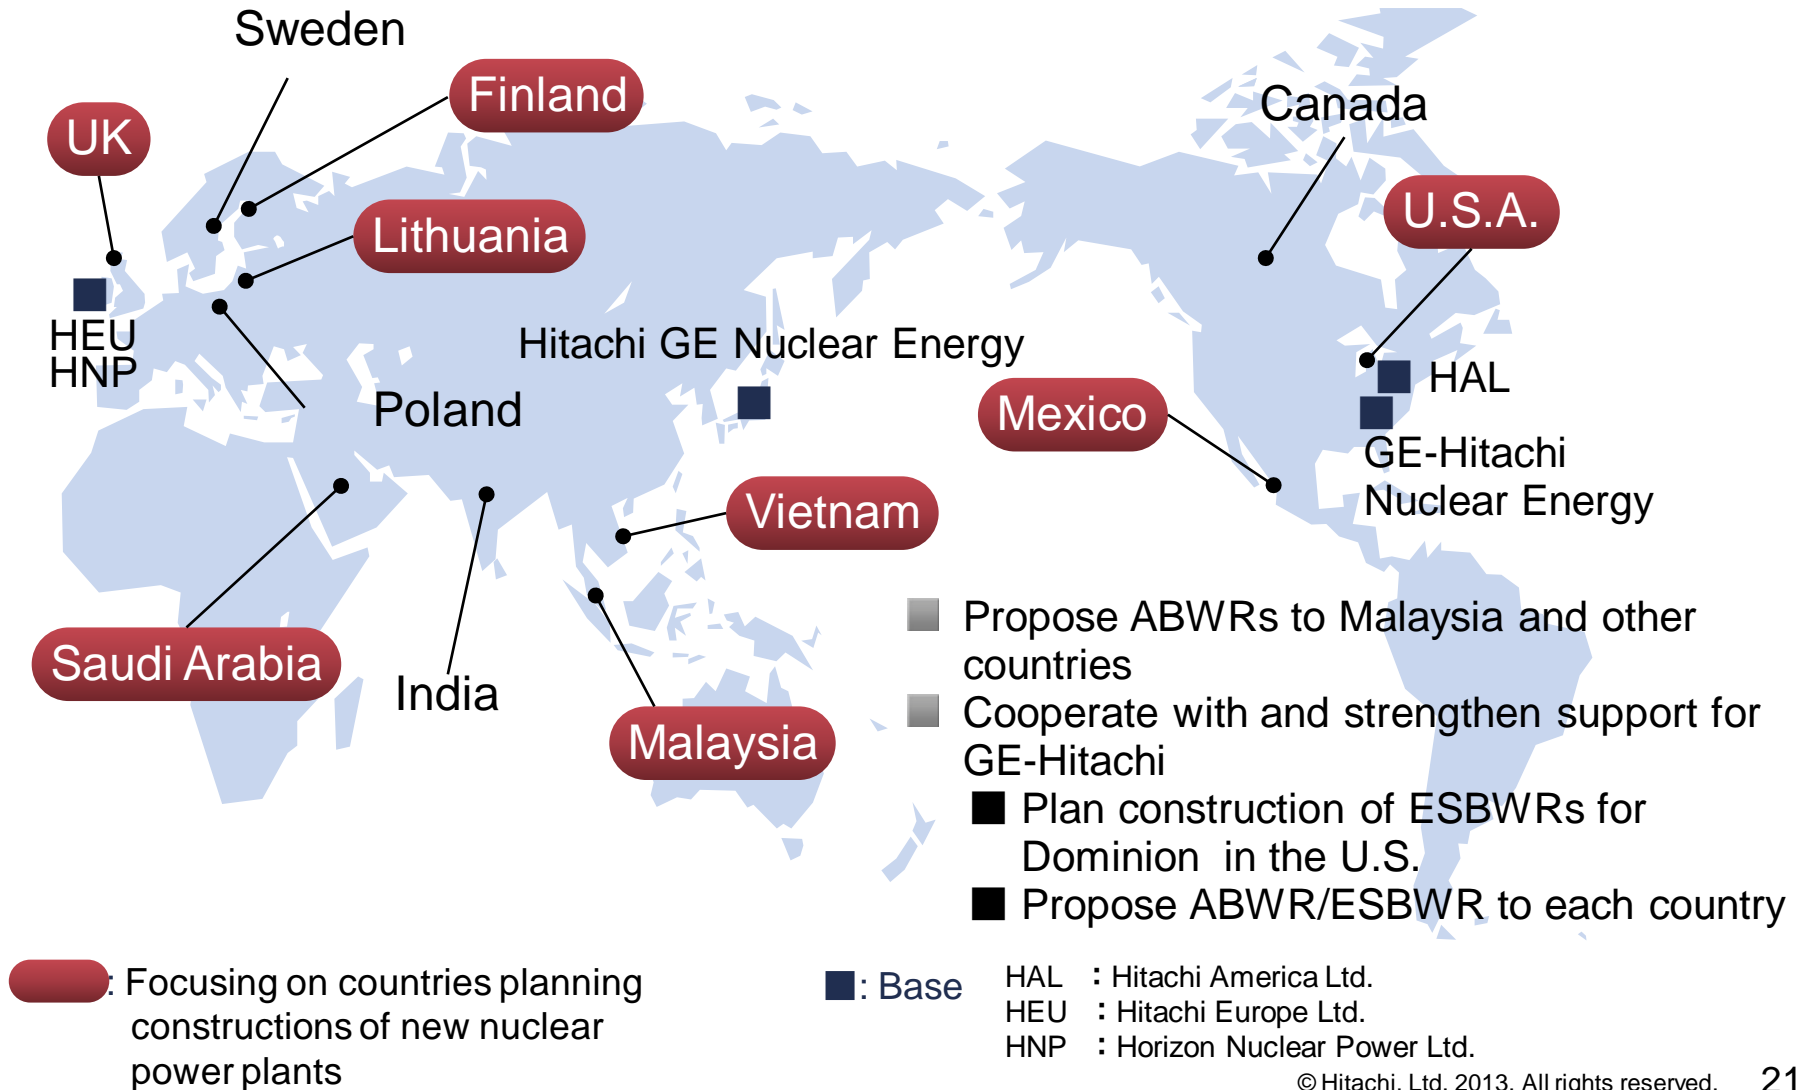 Sweden
Finland
Canada
UK
U.S.A.
Lithuania
HEU
HNP
Hitachi GE Nuclear Energy
HAL
Poland
Mexico
GE-Hitachi
Nuclear Energy
Vietnam
Saudi Arabia
India
Malaysia
Propose ABWRs to Malaysia and other
countries
Cooperate with and strengthen support for
GE-Hitachi
Plan construction of ESBWRs for
Dominion in the U.S.
Propose ABWR/ESBWR to each country
: Focusing on countries planning
constructions of new nuclear
power plants
: Base
HAL : Hitachi America Ltd.
HEU : Hitachi Europe Ltd.
HNP : Horizon Nuclear Power Ltd.
© Hitachi, Ltd. 2013. All rights reserved. 21